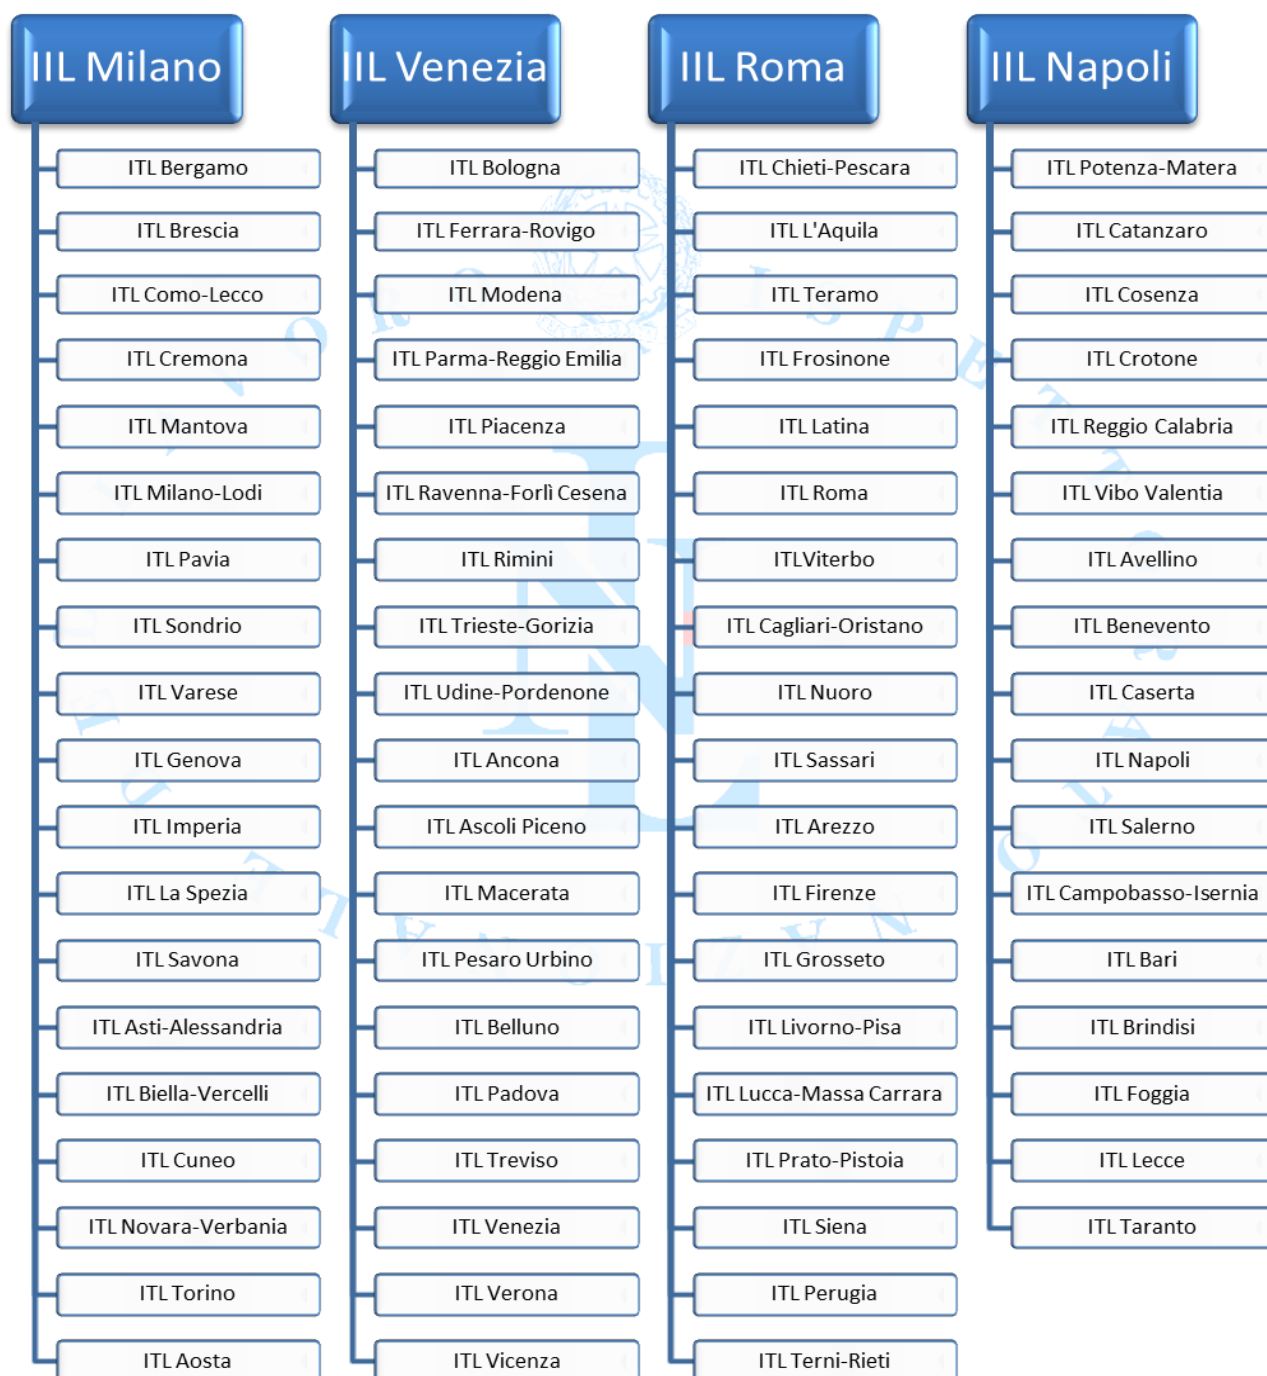 IIL Milano
ITL Bergamo
ITL Brescia
ITL Como-Lecco
ITL Cremona
ITL Mantova
ITL Milano-Lodi
ITL Pavia
ITL Sondrio
ITL Varese
ITL Genova
ITL Imperia
ITL La Spezia
ITL Savona
ITL Asti-Alessandria
ITL Biella-Vercelli
ITL Cuneo
ITL Novara-Verbania
ITL Torino
ITL Aosta
IIL Venezia
ITL Bologna
ITL Ferrara-Rovigo
ITL Modena
ITL Parma-Reggio Emilia
ITL Piacenza
ITL Ravenna-Forlì Cesena
ITL Rimini
ITL Trieste-Gorizia
ITL Udine-Pordenone
ITL Ancona
ITL Ascoli Piceno
ITL Macerata
ITL Pesaro Urbino
ITL Belluno
ITL Padova
ITL Treviso
ITL Venezia
ITL Verona
ITL Vicenza
IIL Roma
ITL Chieti-Pescara
ITL L'Aquila
ITL Teramo
ITL Frosinone
ITL Latina
ITL Roma
ITLViterbo
ITL Cagliari-Oristano
ITL Nuoro
ITL Sassari
ITL Arezzo
ITL Firenze
ITL Grosseto
ITL Livorno-Pisa
ITL Lucca-Massa Carrara
ITL Prato-Pistoia
ITL Siena
ITL Perugia
ITL Terni-Rieti
IIL Napoli
ITL Potenza-Matera
ITL Catanzaro
ITL Cosenza
ITL Crotone
ITL Reggio Calabria
ITL Vibo Valentia
ITL Avellino
ITL Benevento
ITL Caserta
ITL Napoli
ITL Salerno
ITL Campobasso-Isernia
ITL Bari
ITL Brindisi
ITL Foggia
ITL Lecce
ITL Taranto